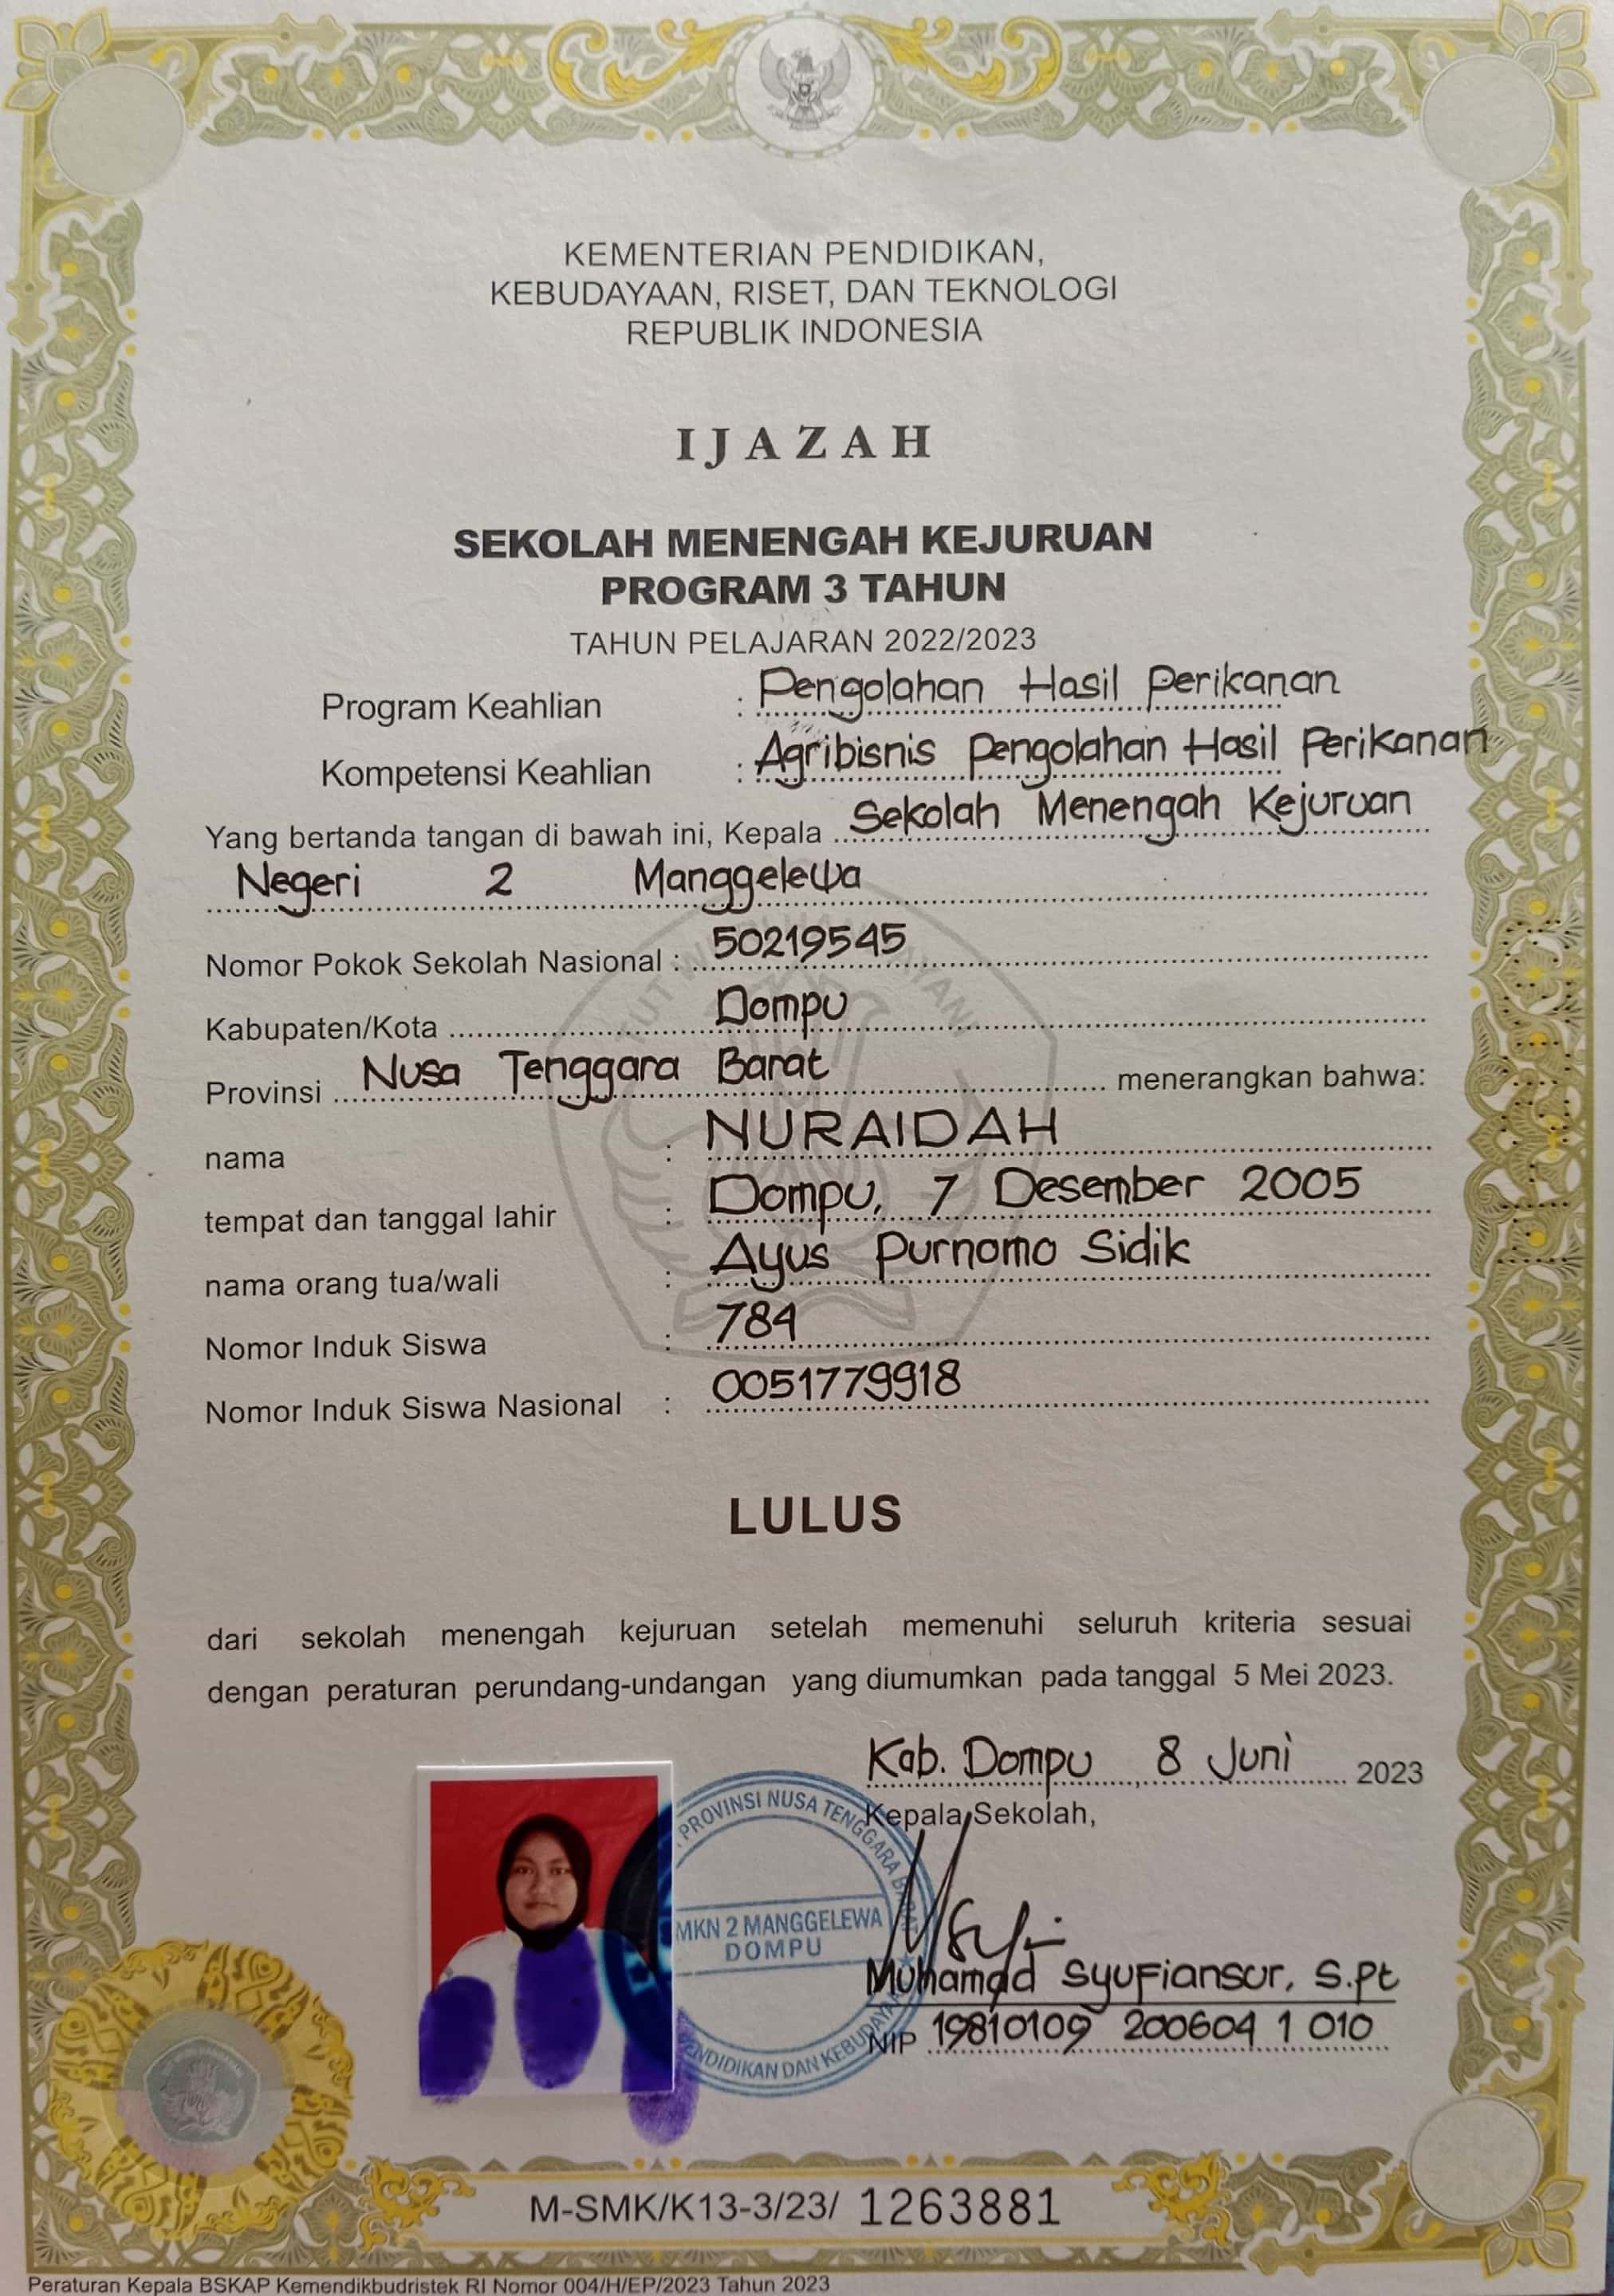 KEMENTERIAN PENDIDIKAN,
KEBUDAYAAN, RISET, DAN TEKNOLOGI
REPUBLIK INDONESIA
IJAZAH
SEKOLAH MENENGAH KEJURUAN
PROGRAM 3 TAHUN
TAHUN PELAJARAN 2022/2023
Program Keahlian : Pengolahan Hasil Perikanan
Kompetensi Keahlian : Agribisnis Pengolahan Hasil Perikanan
Yang bertanda tangan di bawah ini, Kepala Sekolah Menengah Kejuruan
Negeri 2 Manggelewa
Nomor Pokok Sekolah Nasional : 50219545
Kabupaten/Kota Dompu
Provinsi Nusa Tenggara Barat menerangkan bahwa:
nama : NURAIDAH
tempat dan tanggal lahir : Dompu, 7 Desember 2005
nama orang tua/wali : Ayus Purnomo Sidik
Nomor Induk Siswa : 784
Nomor Induk Siswa Nasional : 0051779918
LULUS
dari sekolah menengah kejuruan setelah memenuhi seluruh kriteria sesuai
dengan peraturan perundang-undangan yang diumumkan pada tanggal 5 Mei 2023.
Kab. Dompu, 8 Juni 2023
Kepala Sekolah,
PROVINSI NUSA TENGGARA BARAT
MKN 2 MANGGELEWA
DOMPU
PENDIDIKAN DAN KEBUDAYAAN
Muhamad Syufiansur, S.Pt
NIP 19810109 200604 1 010
M-SMK/K13-3/23/ 1263881
Peraturan Kepala BSKAP Kemendikbudristek RI Nomor 004/H/EP/2023 Tahun 2023